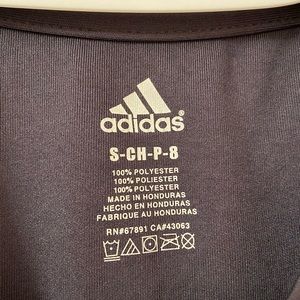 adidas®
S-CH-P-8
100% POLYESTER
100% POLIESTER
100% POLYESTER
MADE IN HONDURAS
HECHO EN HONDURAS
FABRIQUE AU HONDURAS
RN#67891 CA#43063